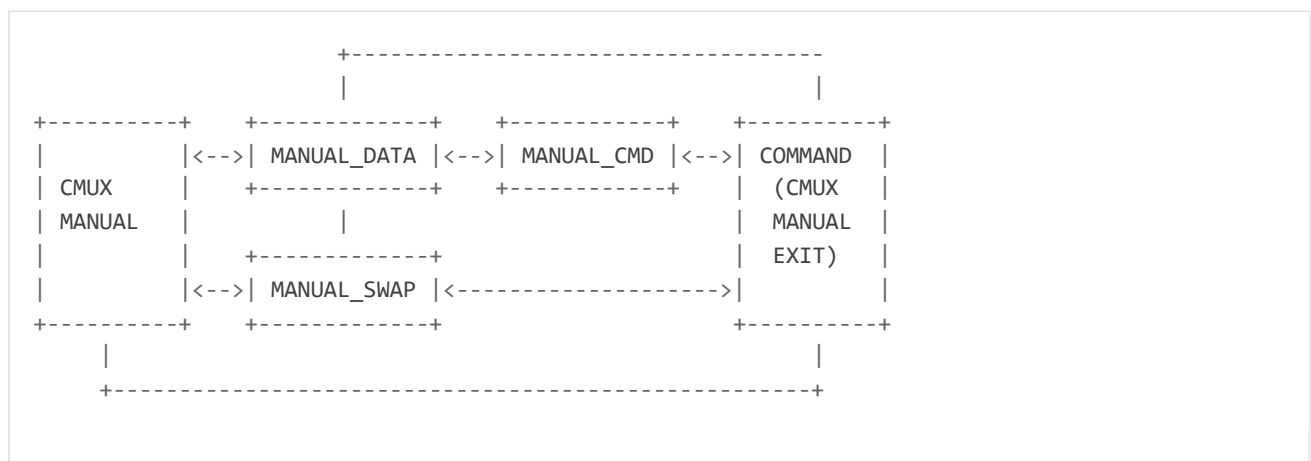 +------------------------------------
                       |                                   |
+----------+    +-------------+    +------------+    +----------+
|          |<-->| MANUAL_DATA |<-->| MANUAL_CMD |<-->| COMMAND  |
| CMUX     |    +-------------+    +------------+    |  (CMUX   |
| MANUAL   |           |                             |  MANUAL  |
|          |    +-------------+                      |  EXIT)   |
|          |<-->| MANUAL_SWAP |<-------------------->|          |
+----------+    +-------------+                      +----------+
     |                                                     |
     +-----------------------------------------------------+